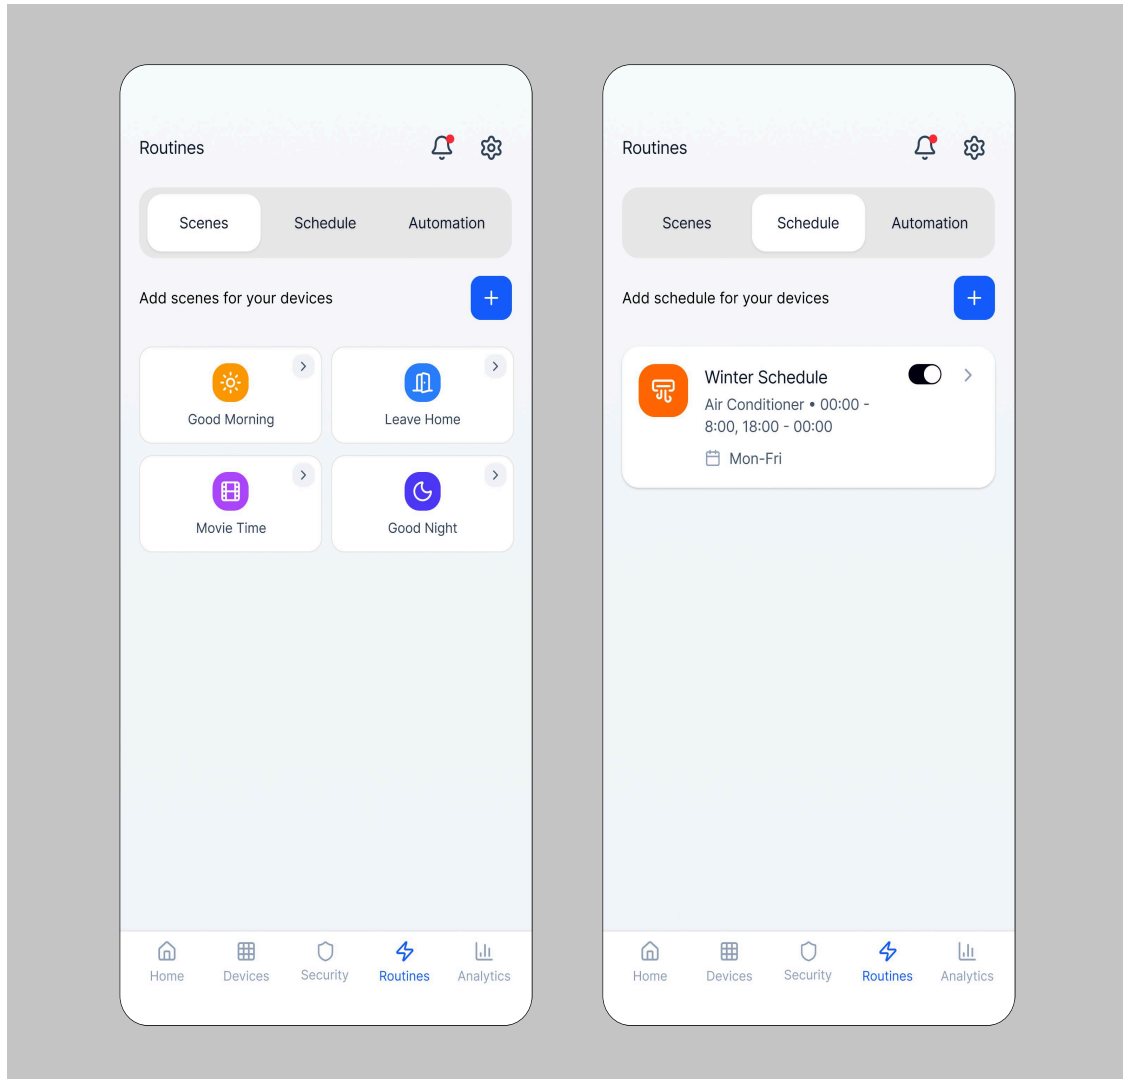 Routines
Scenes
Schedule
Automation
Add scenes for your devices
Good Morning
Leave Home
Movie Time
Good Night
Home
Devices
Security
Routines
Analytics
Routines
Scenes
Schedule
Automation
Add schedule for your devices
Winter Schedule
Air Conditioner • 00:00 -
8:00, 18:00 - 00:00
Mon-Fri
Home
Devices
Security
Routines
Analytics